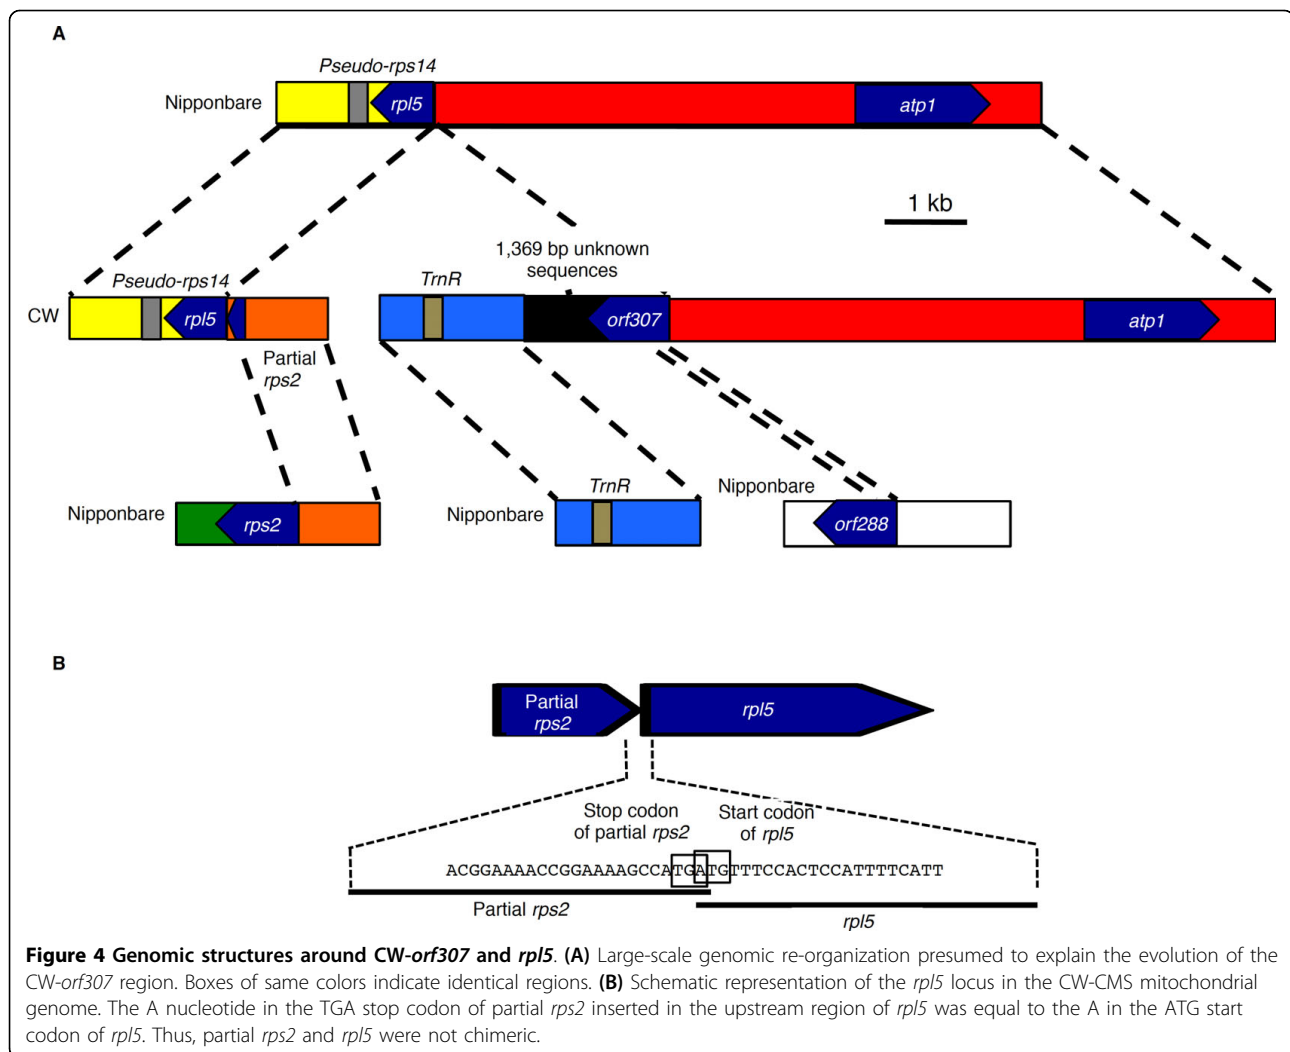 A
Pseudo-rps14
Nipponbare
rpl5
atp1
1 kb
1,369 bp unknown
sequences
Pseudo-rps14
TrnR
CW
rpl5
orf307
atp1
Partial
rps2
Nipponbare
rps2
Nipponbare
TrnR
Nipponbare
orf288
B
Partial
rps2
rpl5
Stop codon
of partial rps2
Start codon
of rpl5
ACGGAAAACCGGAAAAGCCATGATGTTTCCACTCCATTTTCATT
Partial rps2
rpl5
Figure 4 Genomic structures around CW-orf307 and rpl5. (A) Large-scale genomic re-organization presumed to explain the evolution of the
CW-orf307 region. Boxes of same colors indicate identical regions. (B) Schematic representation of the rpl5 locus in the CW-CMS mitochondrial
genome. The A nucleotide in the TGA stop codon of partial rps2 inserted in the upstream region of rpl5 was equal to the A in the ATG start
codon of rpl5. Thus, partial rps2 and rpl5 were not chimeric.